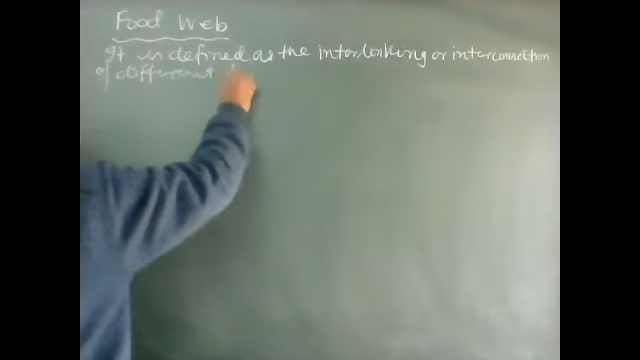 Food Web
It is defined as the interlinking or interconnection
of different